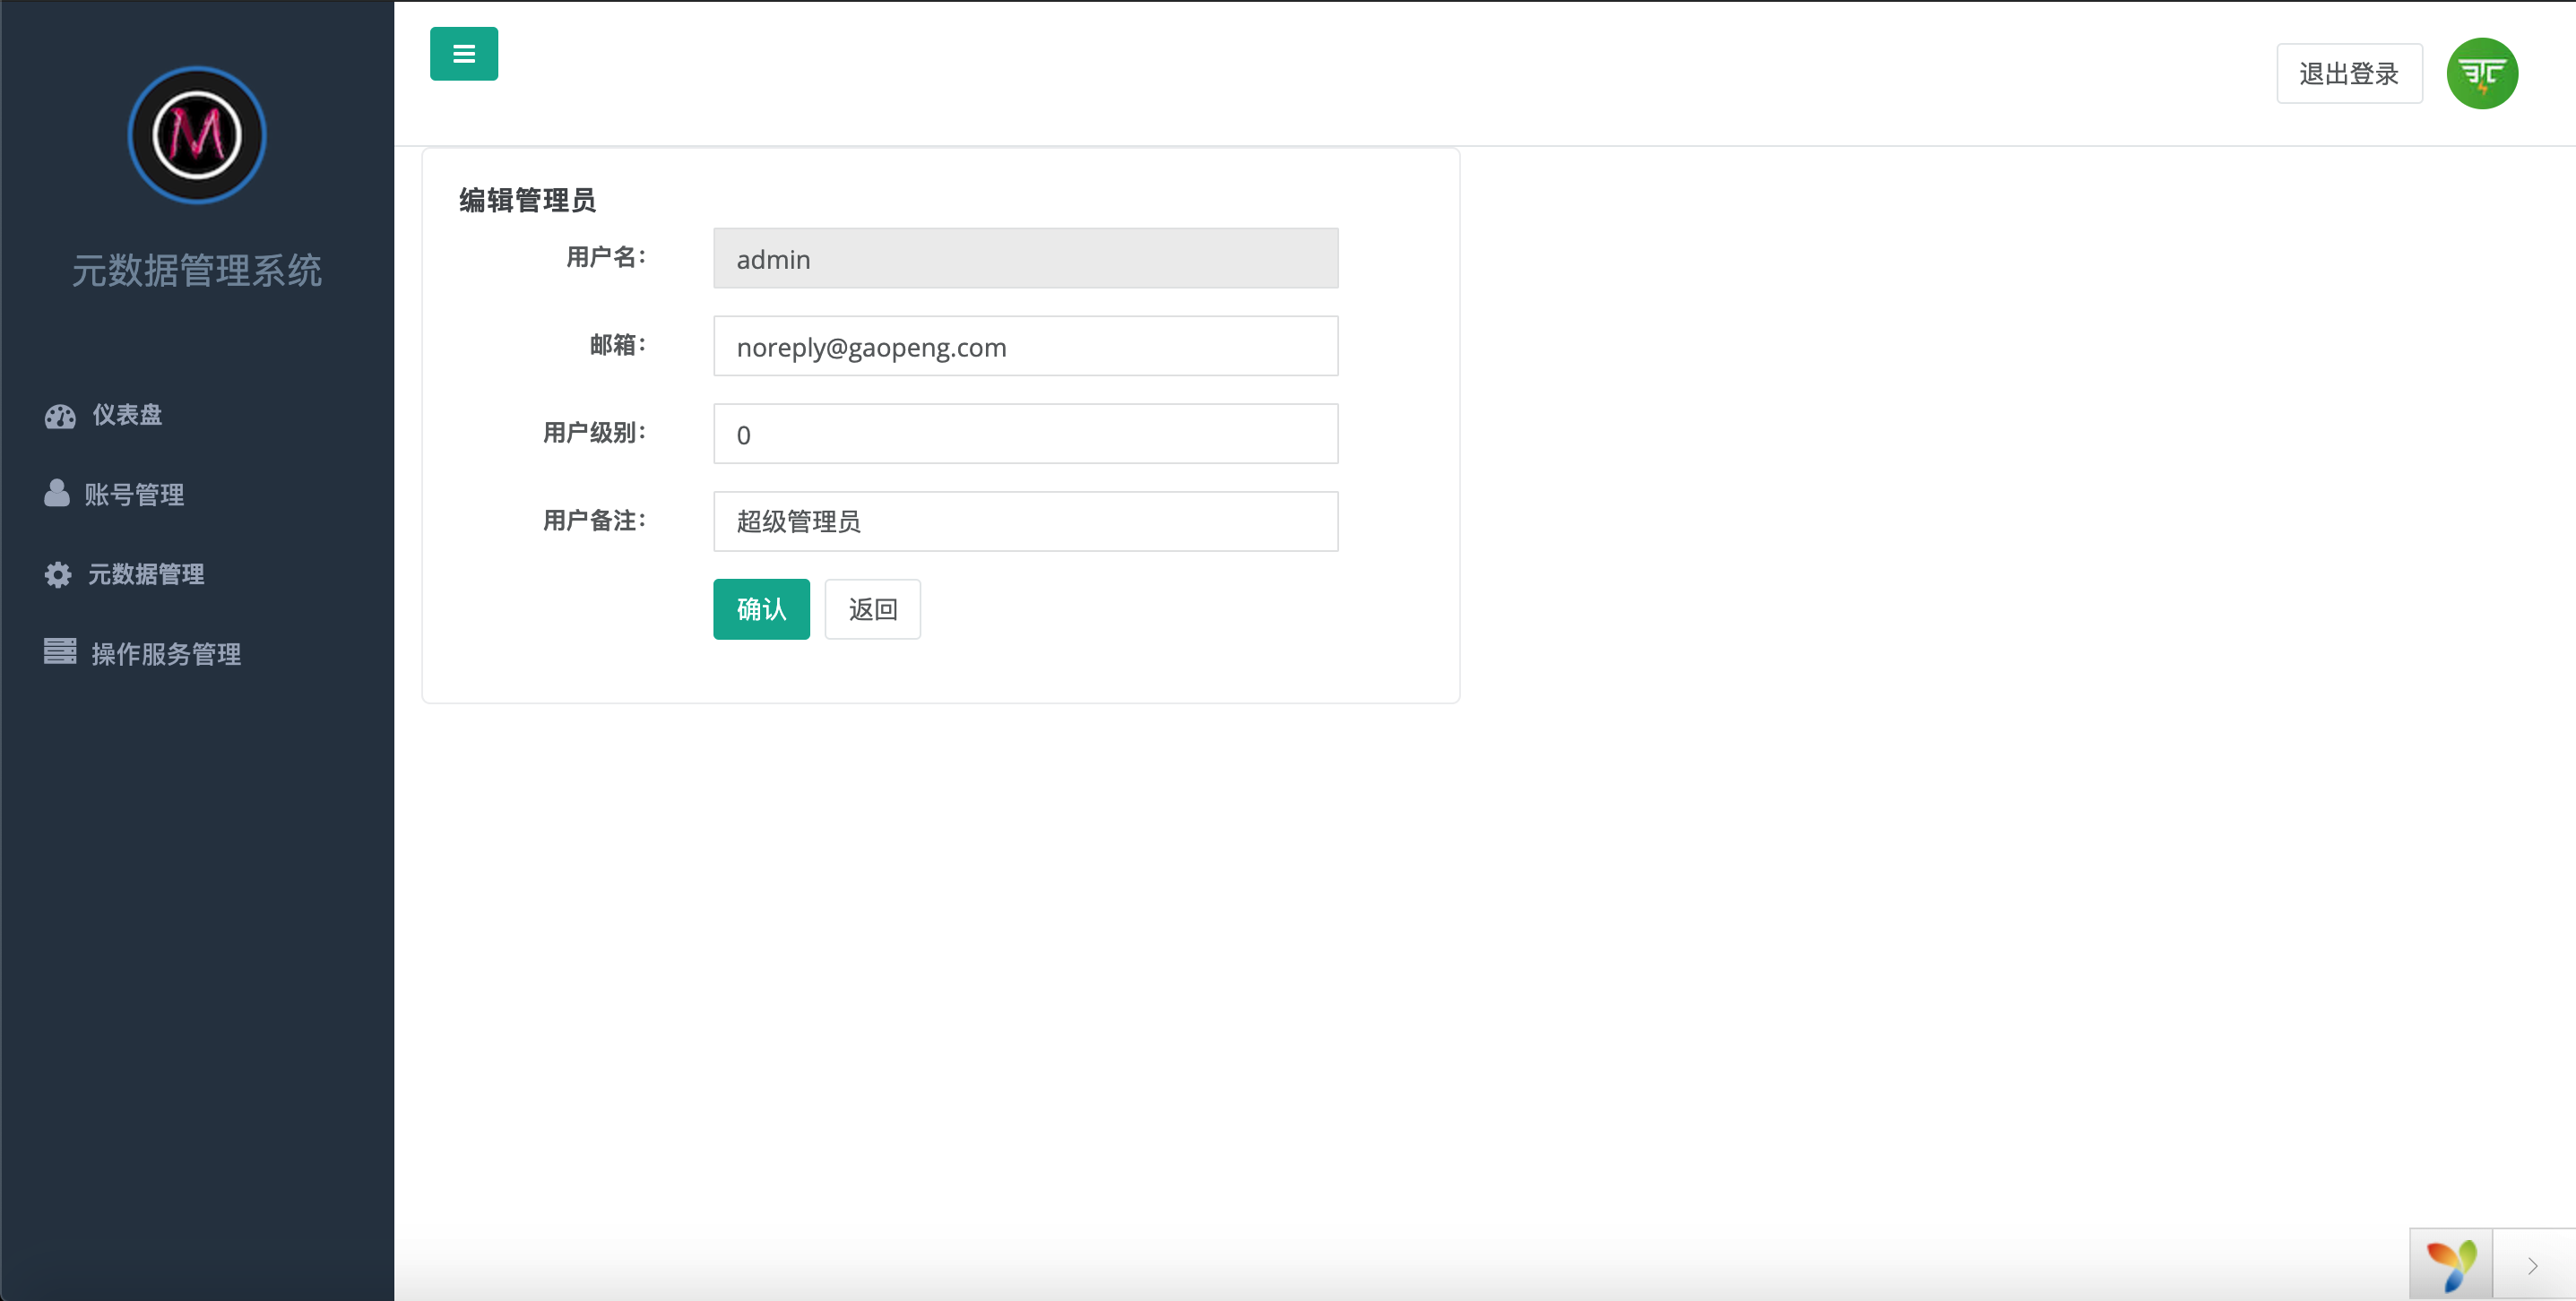 M
元数据管理系统
仪表盘
账号管理
元数据管理
操作服务管理
退出登录
编辑管理员
用户名：
admin
邮箱：
noreply@gaopeng.com
用户级别：
0
用户备注：
超级管理员
确认
返回